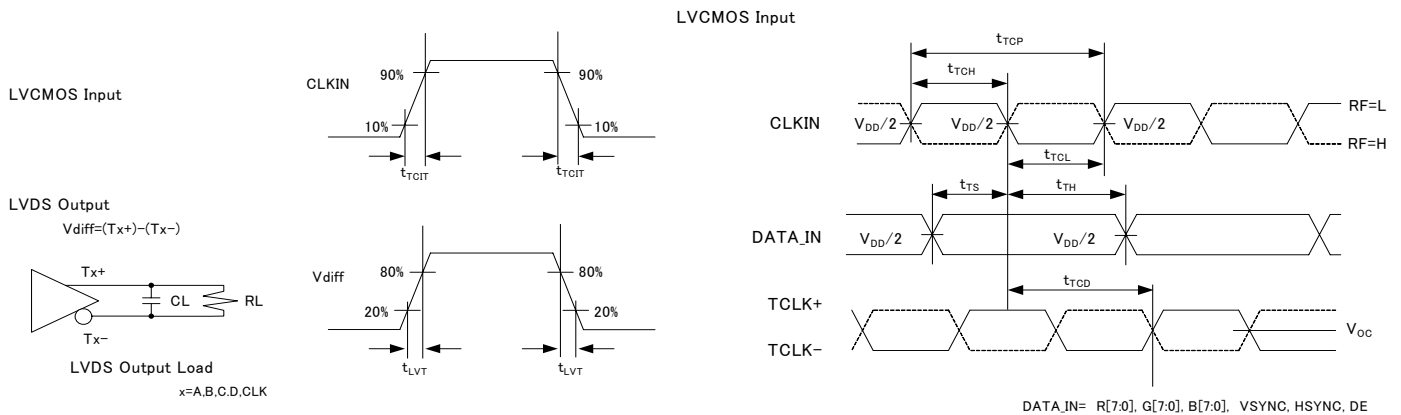 LVCMOS Input
CLKIN
90%
90%
10%
10%
tTCIT
tTCIT
LVDS Output
Vdiff=(Tx+)−(Tx−)
Tx+
CL
RL
Tx−
LVDS Output Load
x=A,B,C.D,CLK
Vdiff
80%
80%
20%
20%
tLVT
tLVT
LVCMOS Input
tTCP
tTCH
CLKIN
VDD/2
VDD/2
VDD/2
RF=L
RF=H
tTCL
tTS
tTH
DATA_IN
VDD/2
VDD/2
tTCD
TCLK+
TCLK−
VOC
DATA_IN= R[7:0], G[7:0], B[7:0], VSYNC, HSYNC, DE